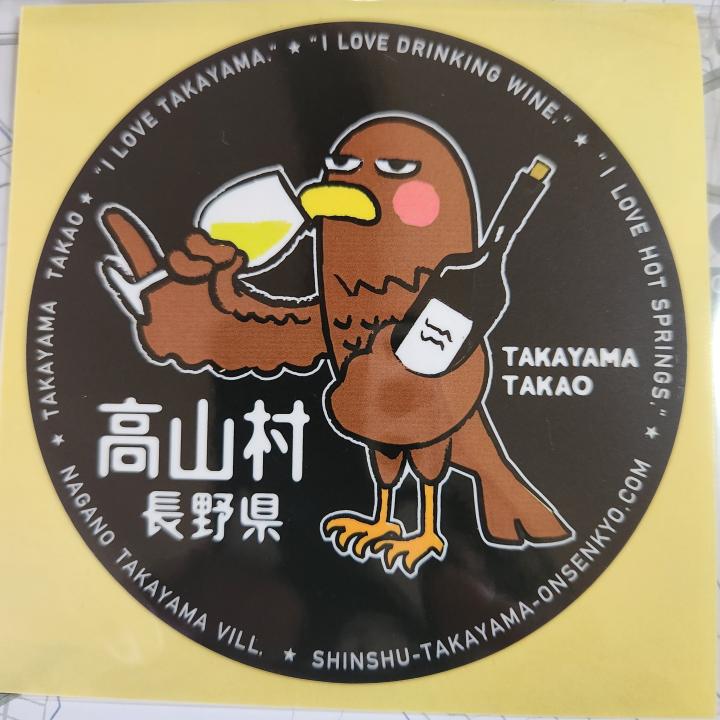 TAKAYAMA TAKAO ★ "I LOVE TAKAYAMA." ★ "I LOVE DRINKING WINE." ★ "I LOVE HOT SPRINGS." ★
TAKAYAMA
TAKAO
高山村
長野県
★ NAGANO TAKAYAMA VILL. ★ SHINSHU-TAKAYAMA-ONSENKYO.COM